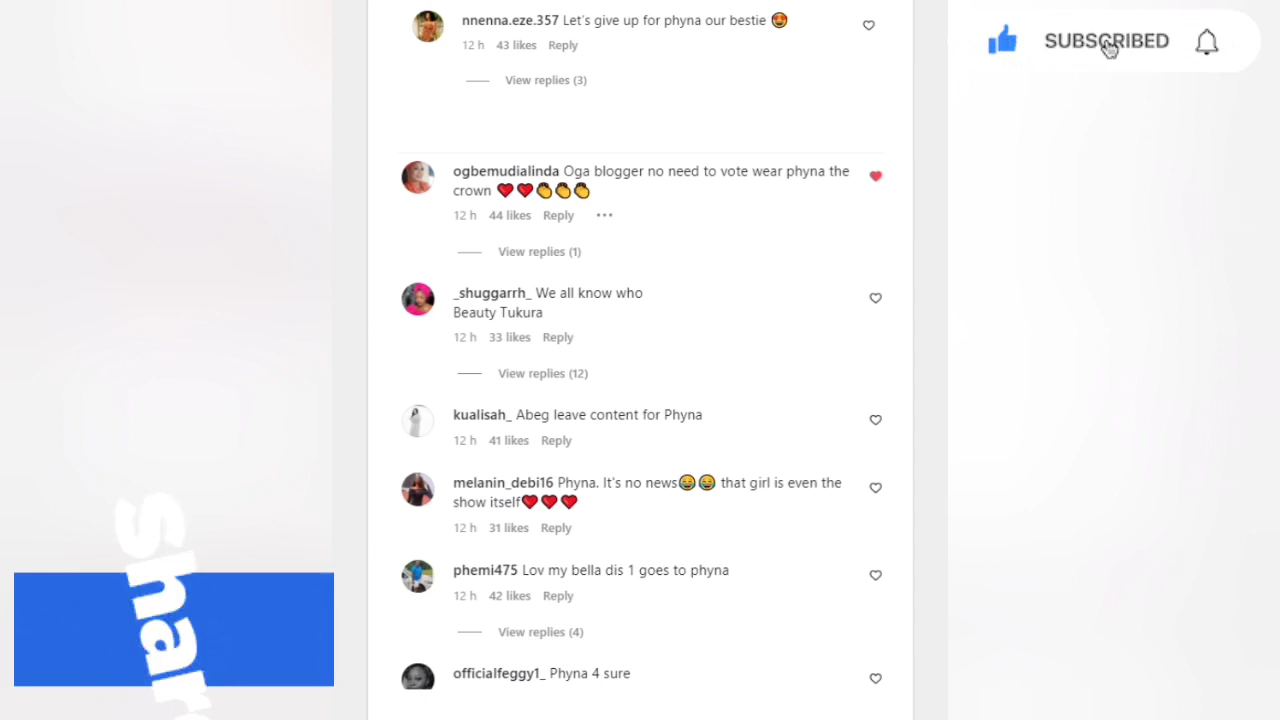 nnenna.eze.357 Let's give up for phyna our bestie 😍
12 h 43 likes Reply
View replies (3)
SUBSCRIBED
ogbemudialinda Oga blogger no need to vote wear phyna the
crown ❤️❤️👏👏👏
12 h 44 likes Reply •••
View replies (1)
_shuggarrh_ We all know who
Beauty Tukura
12 h 33 likes Reply
View replies (12)
kualisah_ Abeg leave content for Phyna
12 h 41 likes Reply
melanin_debi16 Phyna. It's no news😂😂 that girl is even the
show itself❤️❤️❤️
12 h 31 likes Reply
phemi475 Lov my bella dis 1 goes to phyna
12 h 42 likes Reply
View replies (4)
officialfeggy1_ Phyna 4 sure
Share